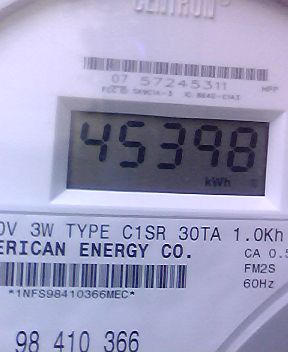 CENTRON®
07 57245311
45398
kWh
0V 3W TYPE C1SR 30TA 1.0Kh
ERICAN ENERGY CO.
CA 0.5
FM2S
60Hz
*1NFS98410366MEC*
98 410 366